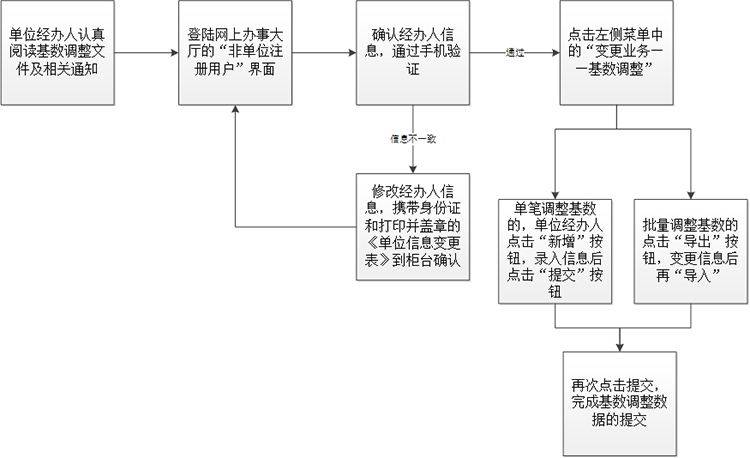 单位经办人认真
阅读基数调整文
件及相关通知
登陆网上办事大
厅的“非单位注
册用户”界面
确认经办人信
息，通过手机验
证
通过
点击左侧菜单中
的“变更业务一
一基数调整”
信息不一致
修改经办人信
息，携带身份证
和打印并盖章的
《单位信息变更
表》到柜台确认
单笔调整基数
的，单位经办人
点击“新增”按
钮，录入信息后
点击“提交”按
钮
批量调整基数的
点击“导出”按
钮，变更信息后
再“导入”
再次点击提交，
完成基数调整数
据的提交